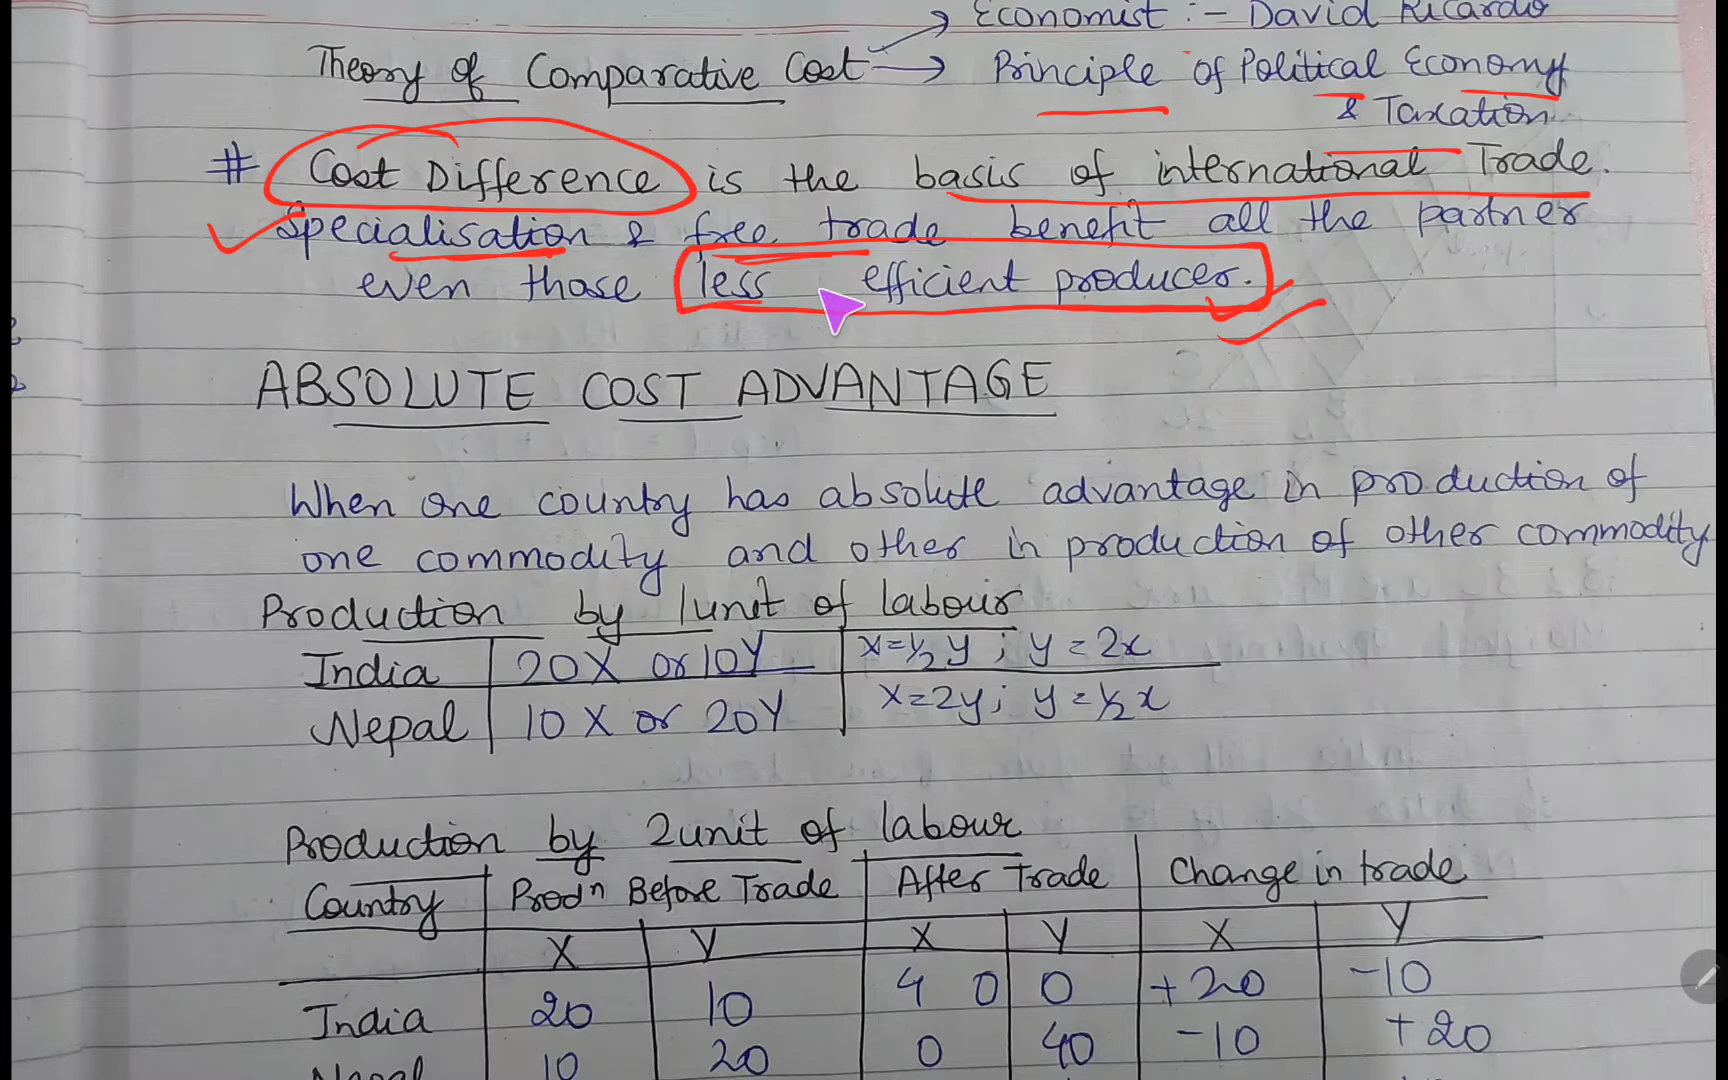 Economist :- David Ricardo
Theory of Comparative Cost → Principle of Political Economy
& Taxation
# Cost Difference is the basis of international Trade.
Specialisation & free trade benefit all the partner
even those less efficient producer.
ABSOLUTE COST ADVANTAGE
When one country has absolute advantage in production of
one commodity and other in production of other commodity
Production by 1unit of labour
India 20X or 10Y x=½y ; y=2x
Nepal 10X or 20Y x=2y; y=½x
Production by 2unit of labour
Country Prodⁿ Before Trade After Trade Change in trade
X Y X Y X Y
India 20 10 40 0 +20 -10
Nepal 10 20 0 40 -10 +20